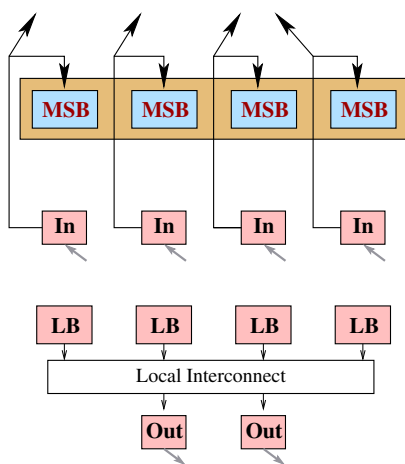 MSB MSB MSB MSB
In In In In
LB LB LB LB
Local Interconnect
Out Out